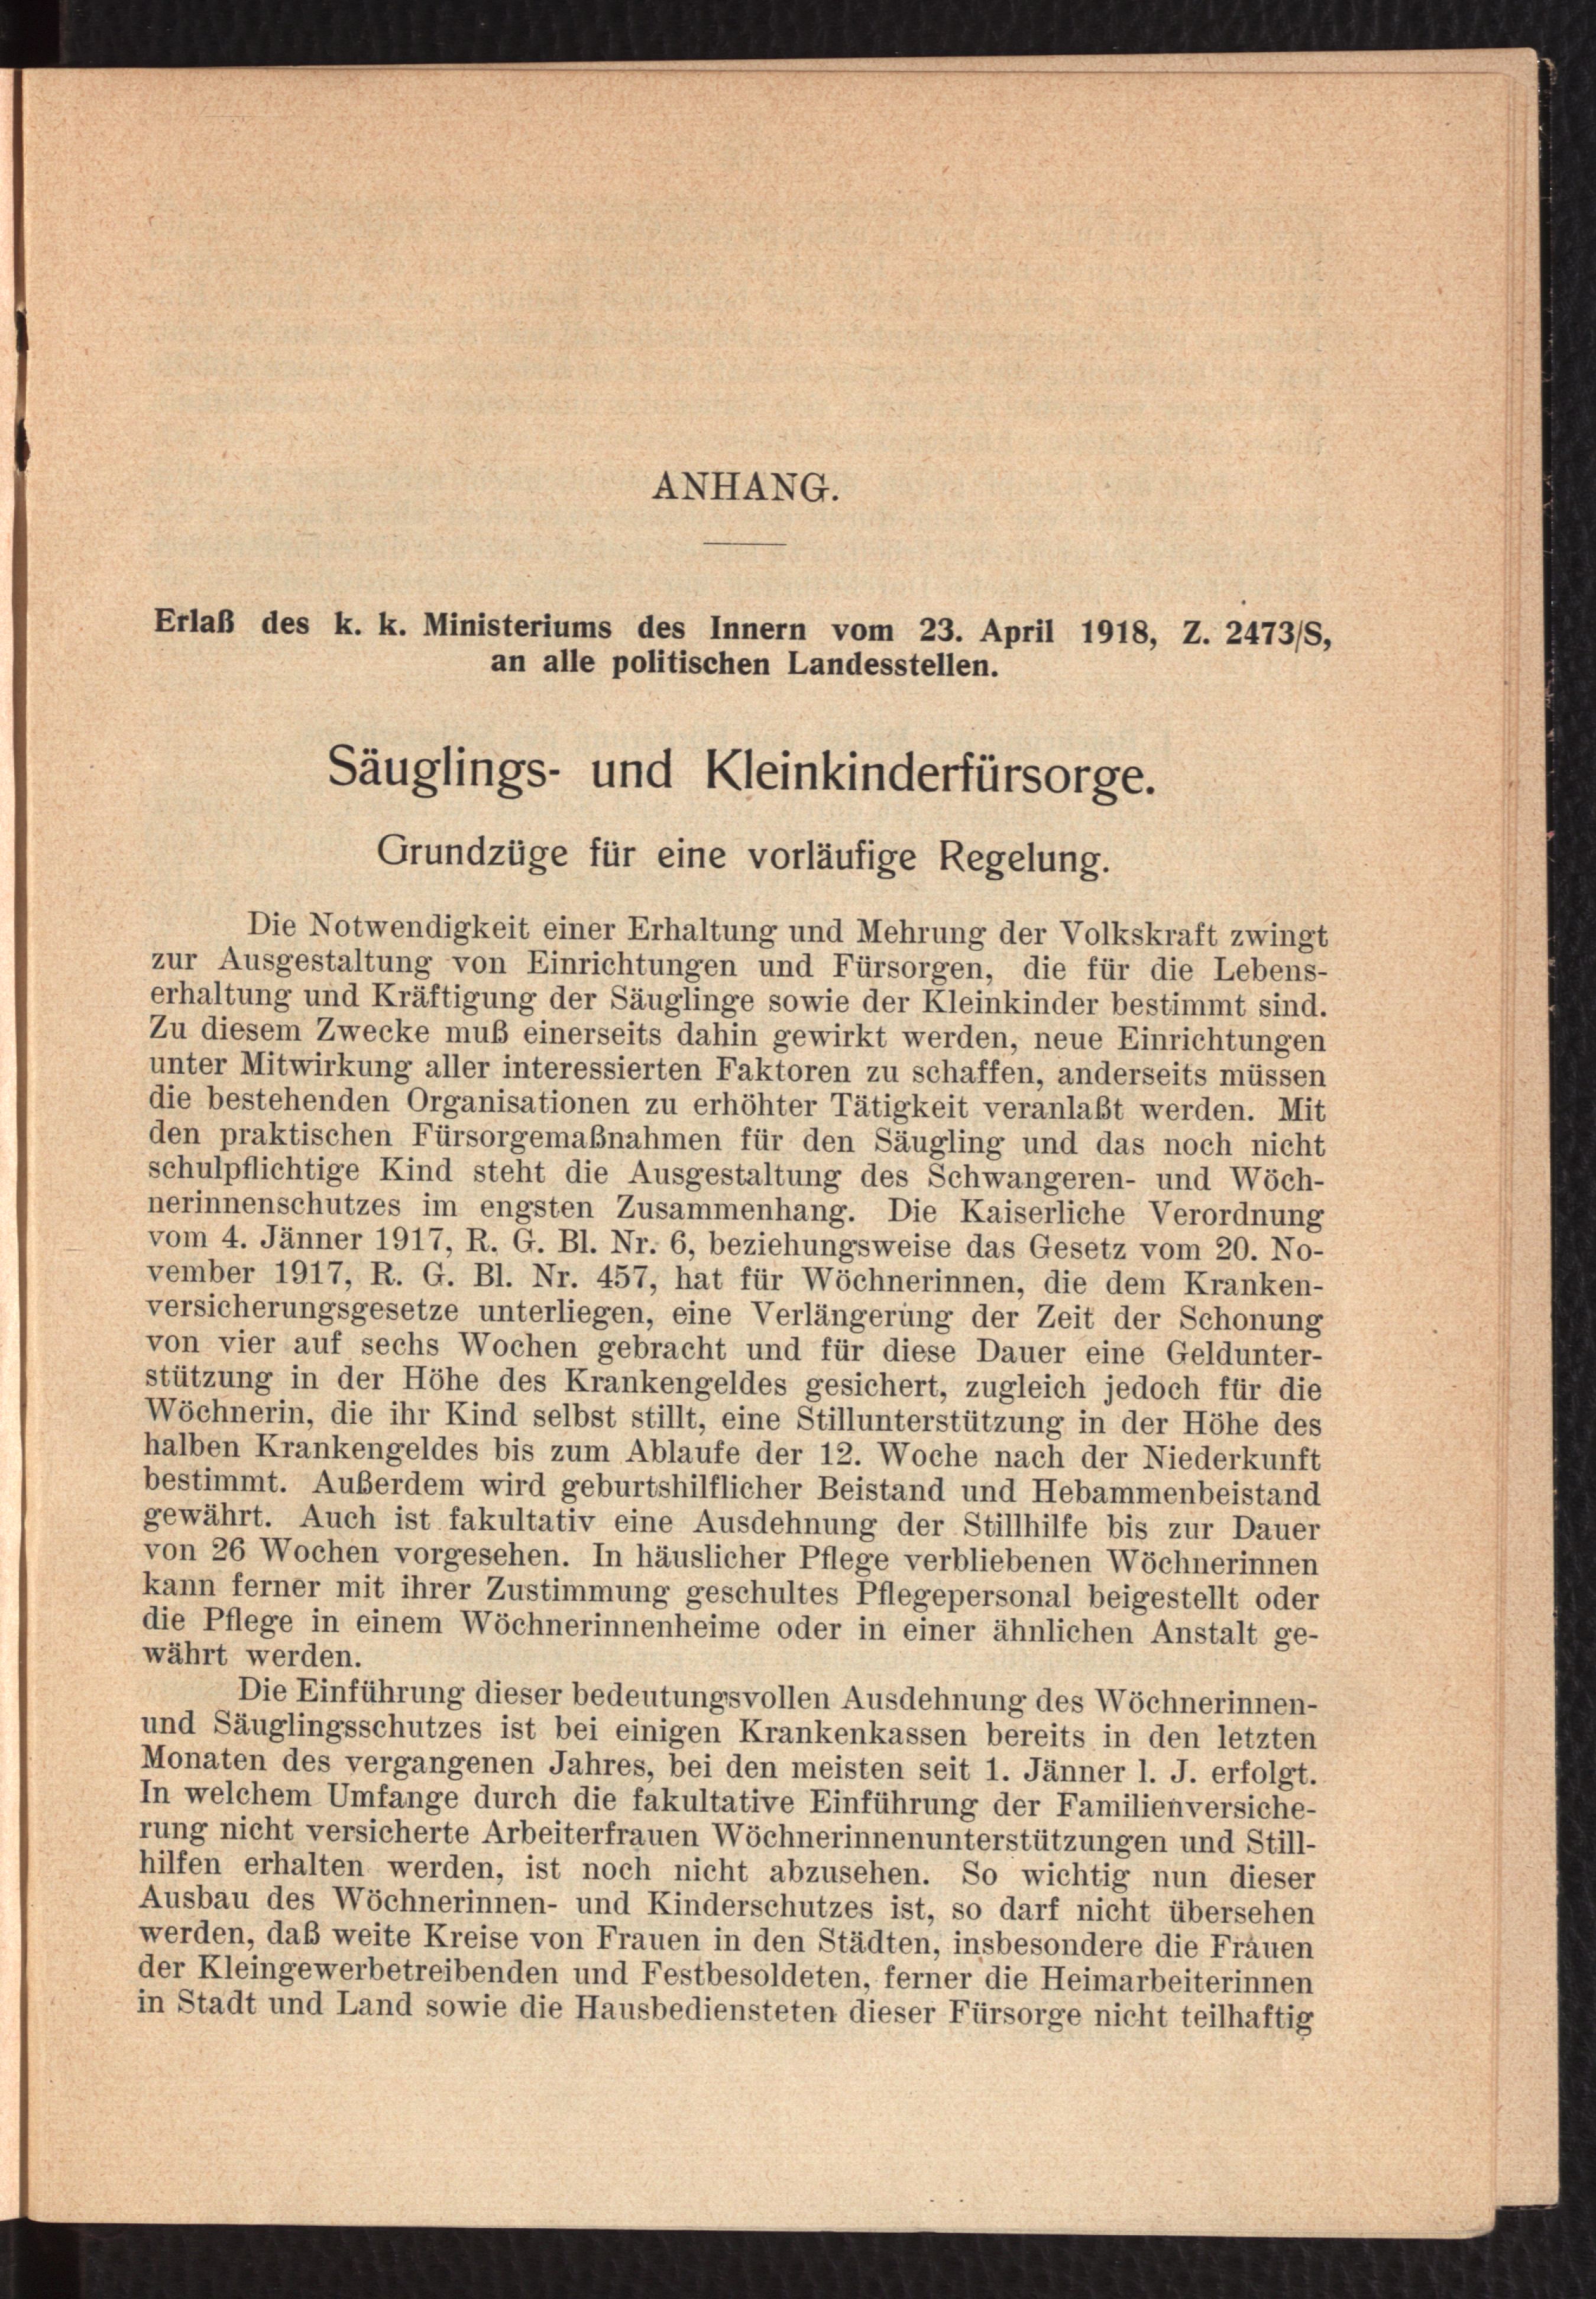 ANHANG.
Erlaß des k. k. Ministeriums des Innern vom 23. April 1918, Z. 2473/S,
an alle politischen Landesstellen.
Säuglings- und Kleinkinderfürsorge.
Grundzüge für eine vorläufige Regelung.
Die Notwendigkeit einer Erhaltung und Mehrung der Volkskraft zwingt
zur Ausgestaltung von Einrichtungen und Fürsorgen, die für die Lebens-
erhaltung und Kräftigung der Säuglinge sowie der Kleinkinder bestimmt sind.
Zu diesem Zwecke muß einerseits dahin gewirkt werden, neue Einrichtungen
unter Mitwirkung aller interessierten Faktoren zu schaffen, anderseits müssen
die bestehenden Organisationen zu erhöhter Tätigkeit veranlaßt werden. Mit
den praktischen Fürsorgemaßnahmen für den Säugling und das noch nicht
schulpflichtige Kind steht die Ausgestaltung des Schwangeren- und Wöch-
nerinnenschutzes im engsten Zusammenhang. Die Kaiserliche Verordnung
vom 4. Jänner 1917, R. G. Bl. Nr. 6, beziehungsweise das Gesetz vom 20. No-
vember 1917, R. G. Bl. Nr. 457, hat für Wöchnerinnen, die dem Kranken-
versicherungsgesetze unterliegen, eine Verlängerung der Zeit der Schonung
von vier auf sechs Wochen gebracht und für diese Dauer eine Geldunter-
stützung in der Höhe des Krankengeldes gesichert, zugleich jedoch für die
Wöchnerin, die ihr Kind selbst stillt, eine Stillunterstützung in der Höhe des
halben Krankengeldes bis zum Ablaufe der 12. Woche nach der Niederkunft
bestimmt. Außerdem wird geburtshilflicher Beistand und Hebammenbeistand
gewährt. Auch ist fakultativ eine Ausdehnung der Stillhilfe bis zur Dauer
von 26 Wochen vorgesehen. In häuslicher Pflege verbliebenen Wöchnerinnen
kann ferner mit ihrer Zustimmung geschultes Pflegepersonal beigestellt oder
die Pflege in einem Wöchnerinnenheime oder in einer ähnlichen Anstalt ge-
währt werden.
Die Einführung dieser bedeutungsvollen Ausdehnung des Wöchnerinnen-
und Säuglingsschutzes ist bei einigen Krankenkassen bereits in den letzten
Monaten des vergangenen Jahres, bei den meisten seit 1. Jänner l. J. erfolgt.
In welchem Umfange durch die fakultative Einführung der Familienversiche-
rung nicht versicherte Arbeiterfrauen Wöchnerinnenunterstützungen und Still-
hilfen erhalten werden, ist noch nicht abzusehen. So wichtig nun dieser
Ausbau des Wöchnerinnen- und Kinderschutzes ist, so darf nicht übersehen
werden, daß weite Kreise von Frauen in den Städten, insbesondere die Frauen
der Kleingewerbetreibenden und Festbesoldeten, ferner die Heimarbeiterinnen
in Stadt und Land sowie die Hausbediensteten dieser Fürsorge nicht teilhaftig